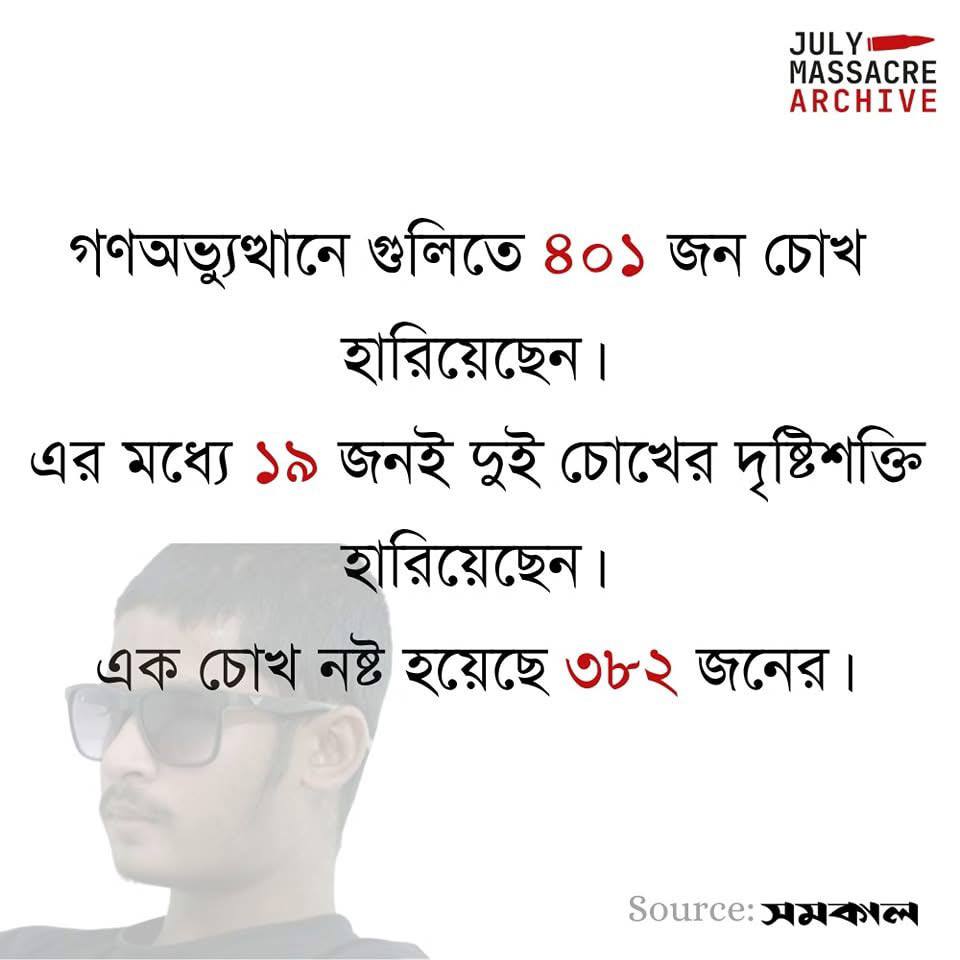 JULY
MASSACRE
ARCHIVE
গণঅভ্যুত্থানে গুলিতে ৪০১ জন চোখ
হারিয়েছেন।
এর মধ্যে ১৯ জনই দুই চোখের দৃষ্টিশক্তি
হারিয়েছেন।
এক চোখ নষ্ট হয়েছে ৩৮২ জনের।
Source: সমকাল